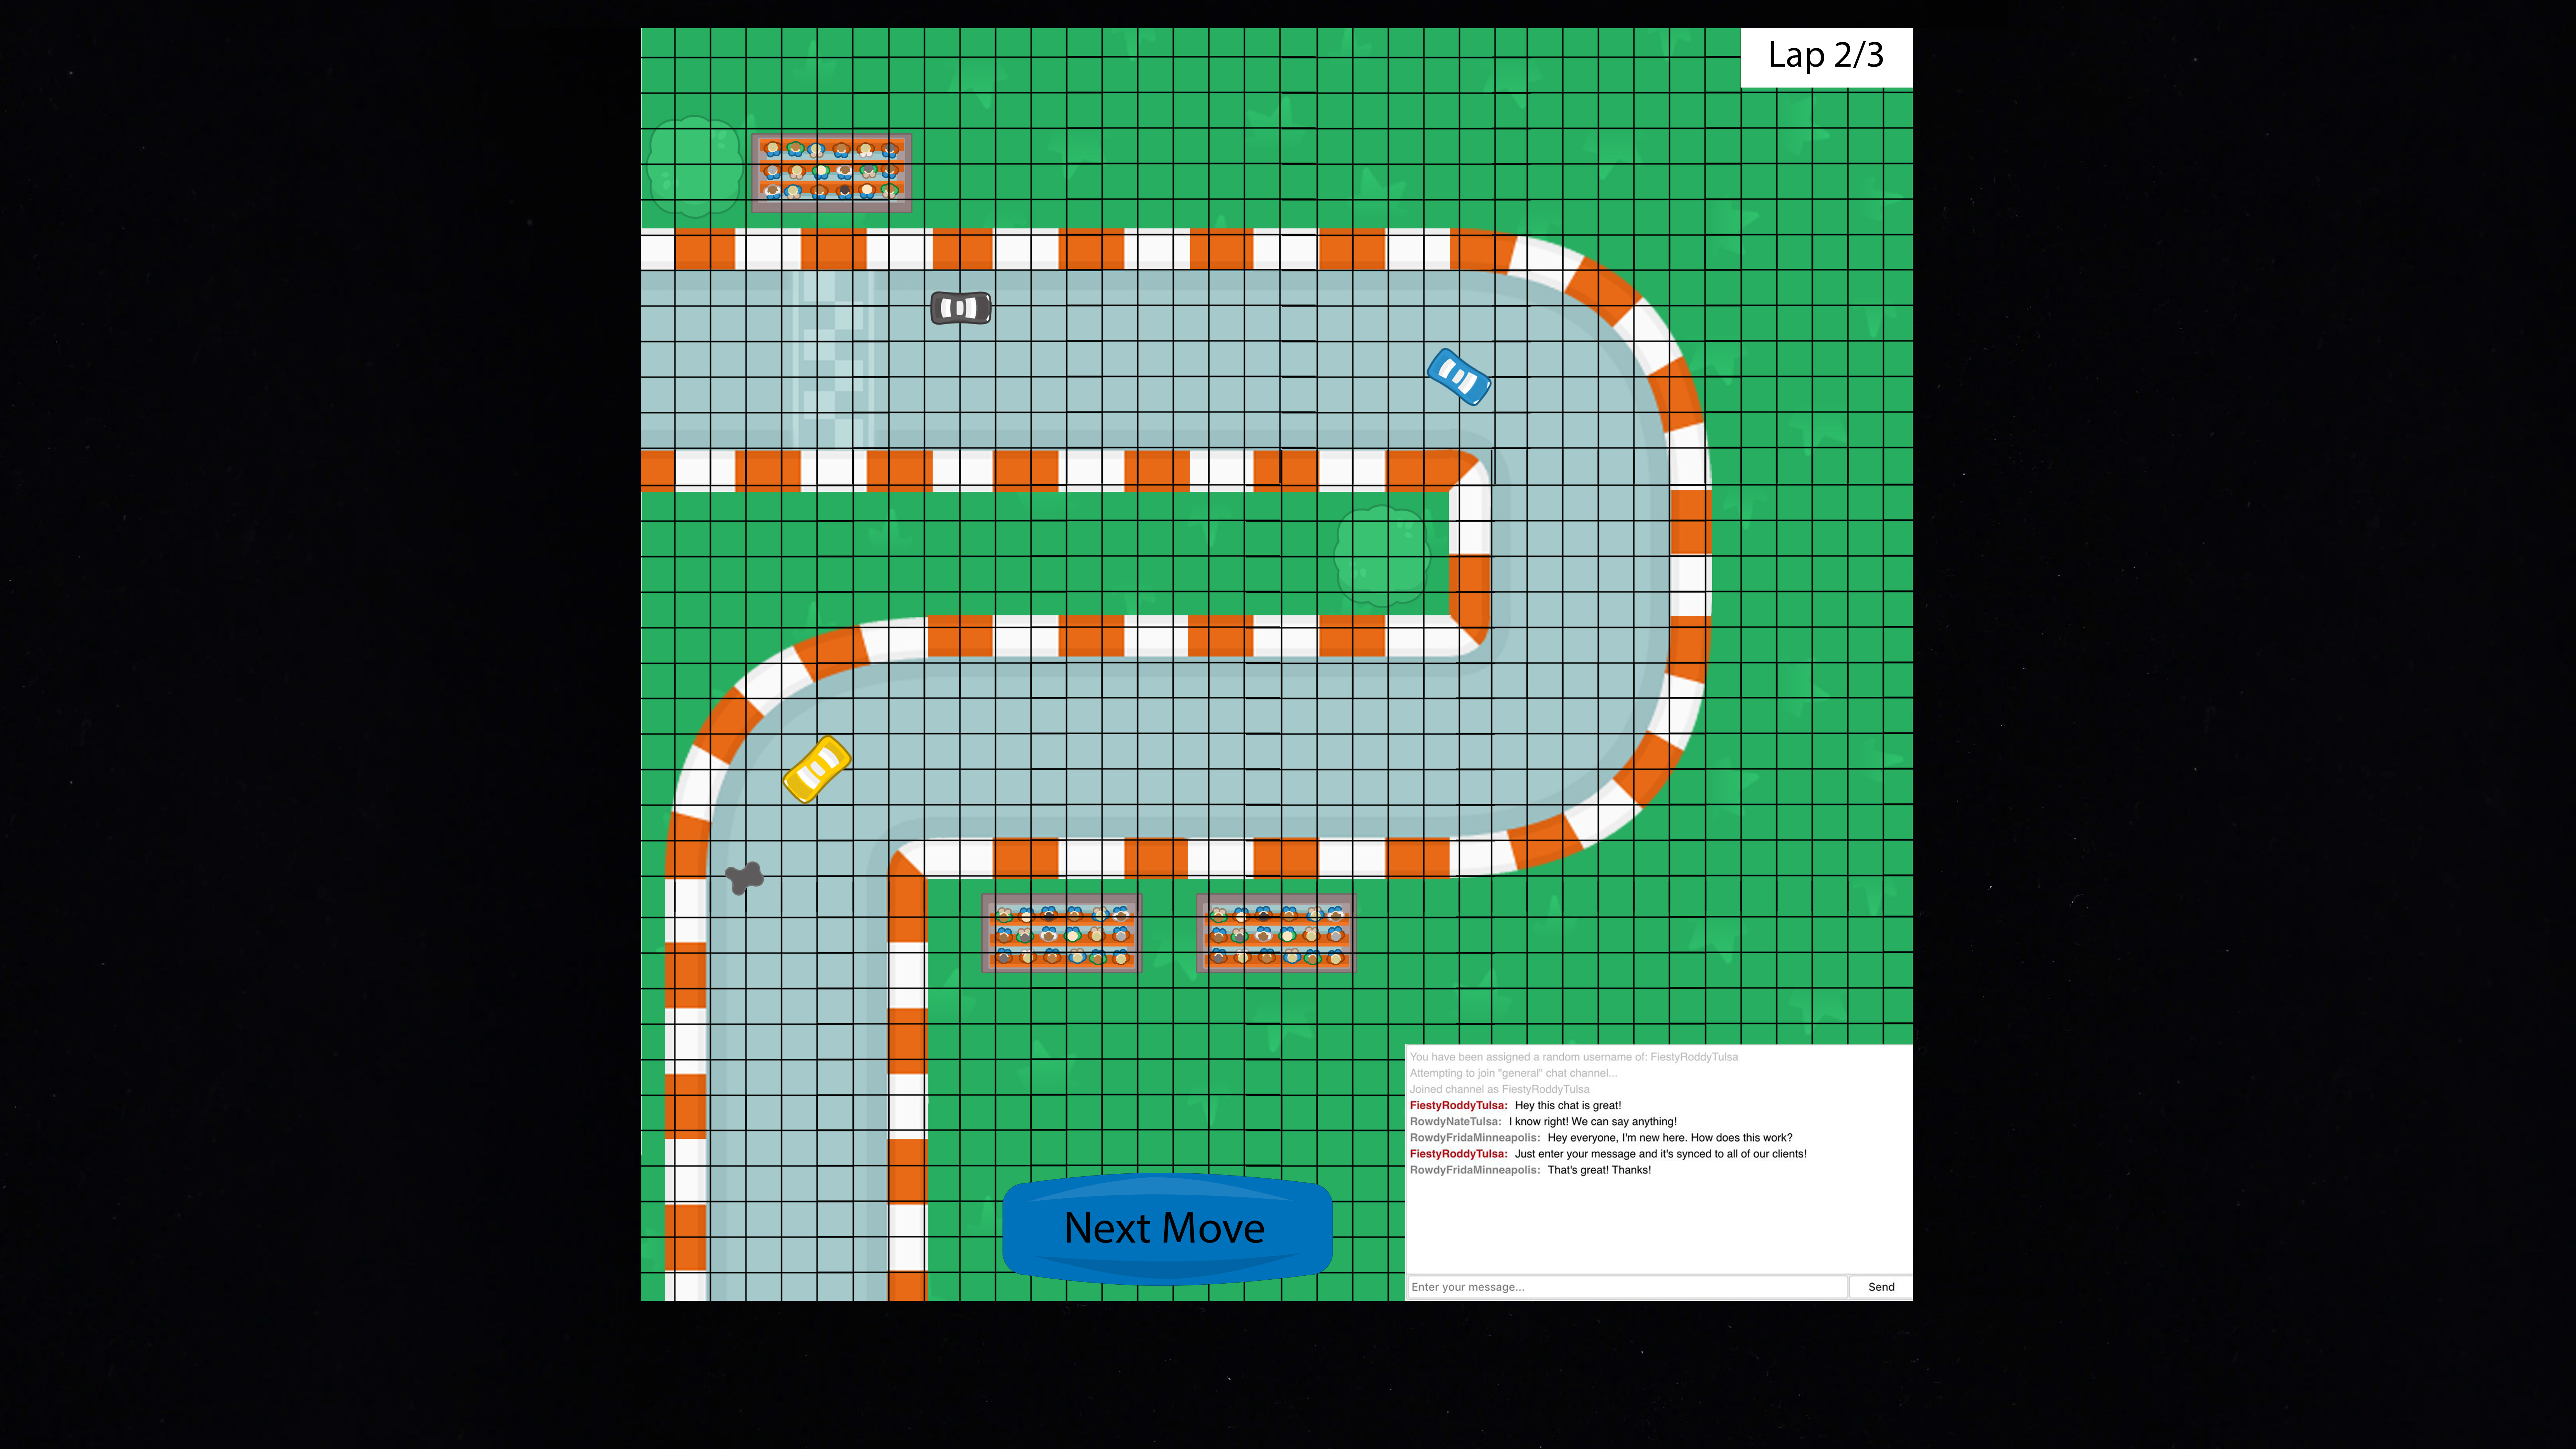 Lap 2/3
You have been assigned a random username of: FiestyRoddyTulsa
Attempting to join "general" chat channel...
Joined channel as FiestyRoddyTulsa
FiestyRoddyTulsa: Hey this chat is great!
RowdyNateTulsa: I know right! We can say anything!
RowdyFridaMinneapolis: Hey everyone, I'm new here. How does this work?
FiestyRoddyTulsa: Just enter your message and it's synced to all of our clients!
RowdyFridaMinneapolis: That's great! Thanks!
Next Move
Enter your message...
Send